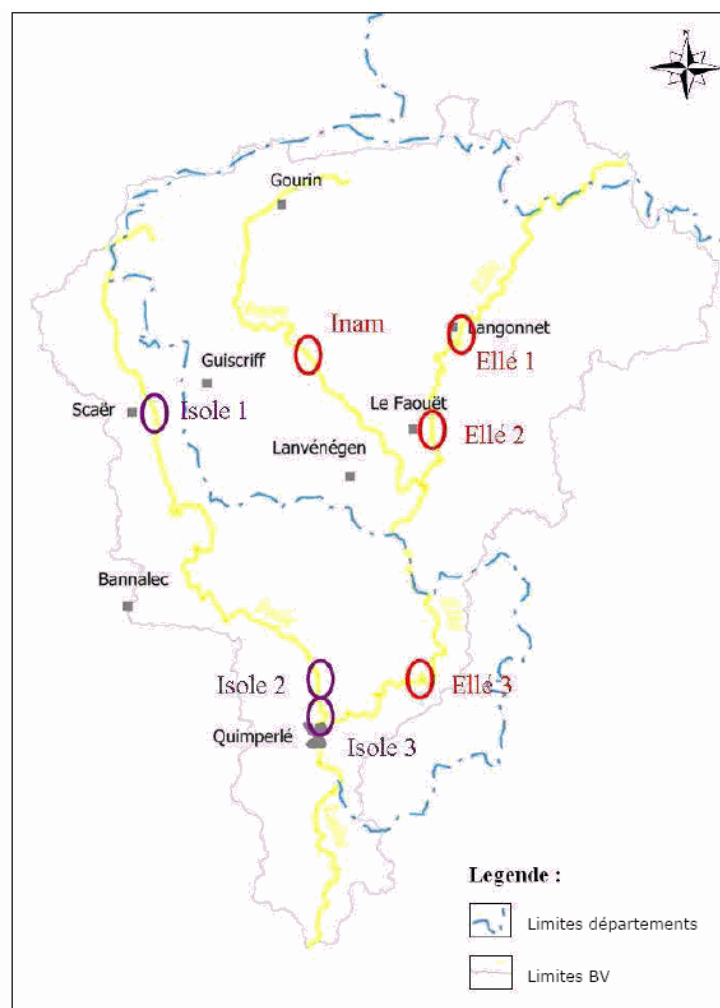 Gourin
Inam
Langonnet
Ellé 1
Guiscriff
Scaër
Isole 1
Le Faouët
Ellé 2
Lanvénégen
Bannalec
Isole 2
Ellé 3
Quimperlé
Isole 3
Legende :
Limites départements
Limites BV